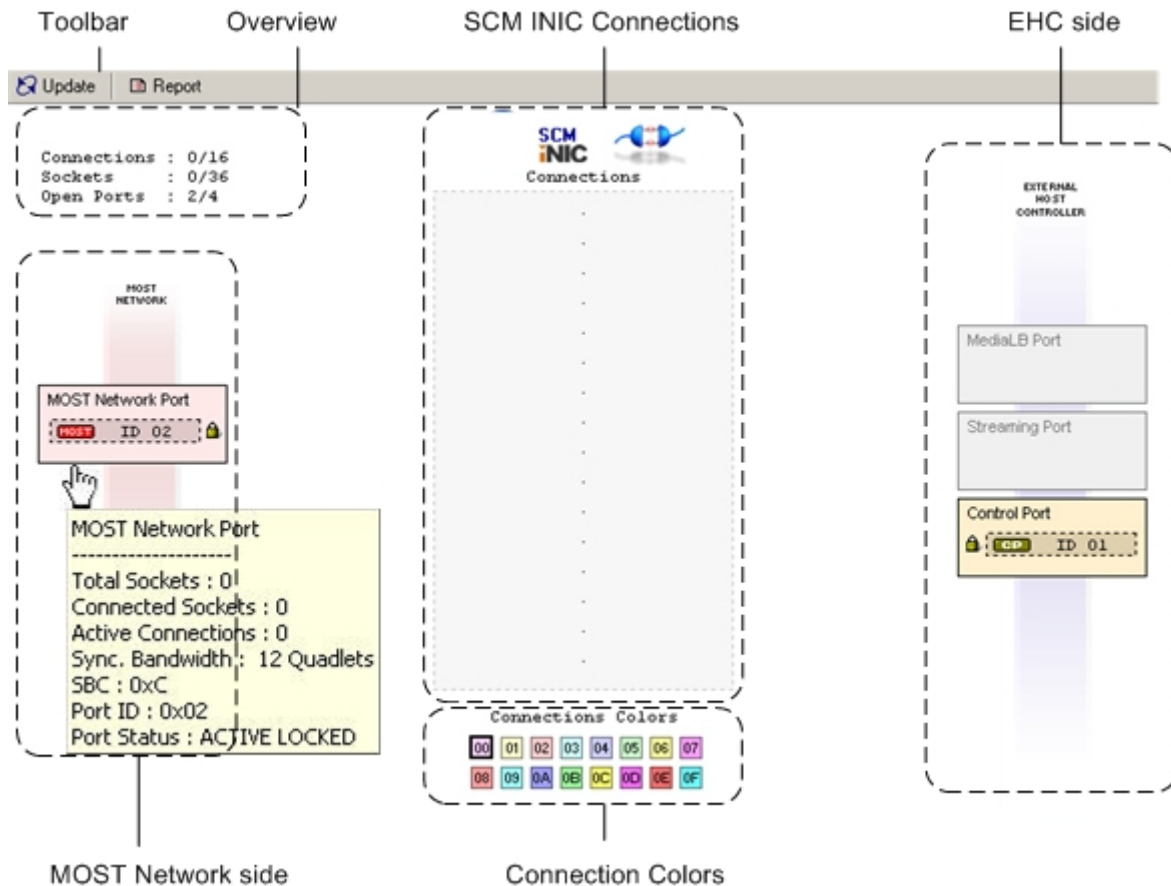 Toolbar
Overview
SCM INIC Connections
EHC side
Update
Report
Connections : 0/16
Sockets : 0/36
Open Ports : 2/4
SCM
iNIC
Connections
EXTERNAL
HOST
CONTROLLER
MOST
NETWORK
MediaLB Port
MOST Network Port
MOST ID 02
Streaming Port
Control Port
CP ID 01
MOST Network Port
--------------------
Total Sockets : 0
Connected Sockets : 0
Active Connections : 0
Sync. Bandwidth : 12 Quadlets
SBC : 0xC
Port ID : 0x02
Port Status : ACTIVE LOCKED
Connections Colors
00 01 02 03 04 05 06 07
08 09 0A 0B 0C 0D 0E 0F
MOST Network side
Connection Colors